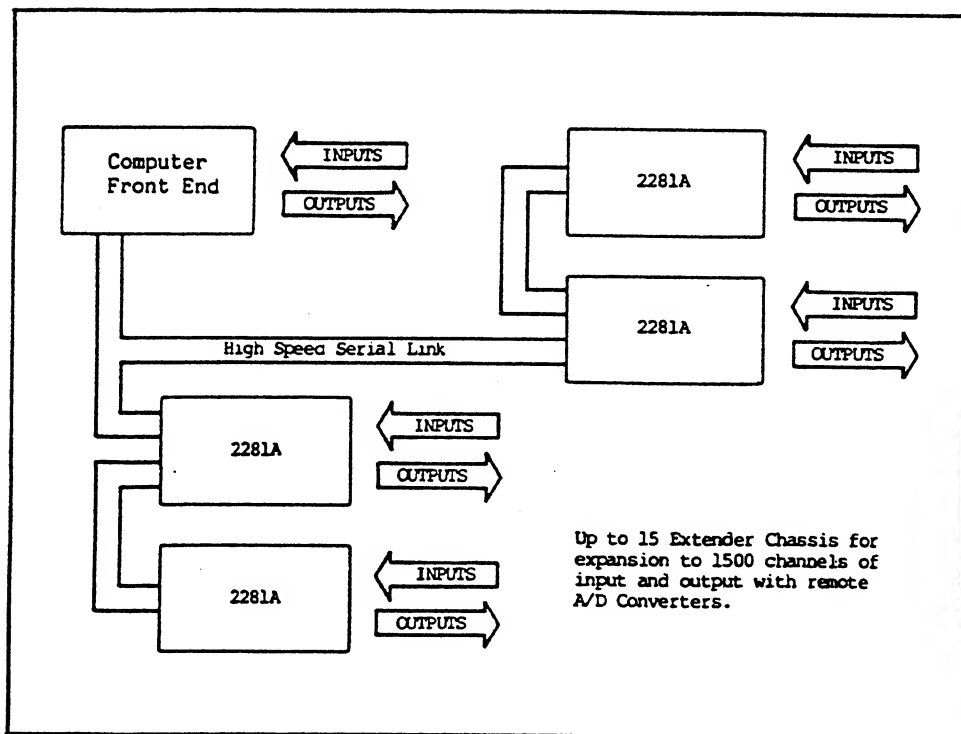 Computer
Front End
INPUTS
OUTPUTS
2281A
INPUTS
OUTPUTS
2281A
INPUTS
OUTPUTS
High Speed Serial Link
2281A
INPUTS
OUTPUTS
2281A
INPUTS
OUTPUTS
Up to 15 Extender Chassis for
expansion to 1500 channels of
input and output with remote
A/D Converters.